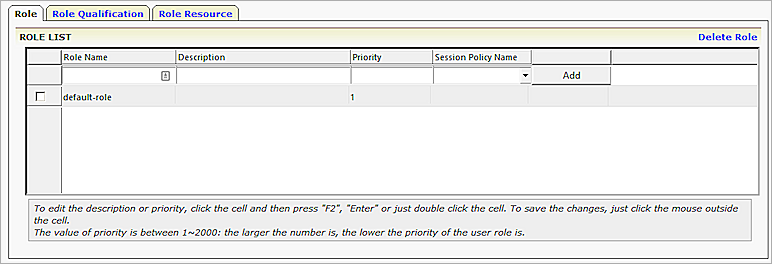 Role Role Qualification Role Resource
ROLE LIST Delete Role
Role Name Description Priority Session Policy Name
Add
default-role 1
To edit the description or priority, click the cell and then press "F2", "Enter" or just double click the cell. To save the changes, just click the mouse outside
the cell.
The value of priority is between 1~2000: the larger the number is, the lower the priority of the user role is.